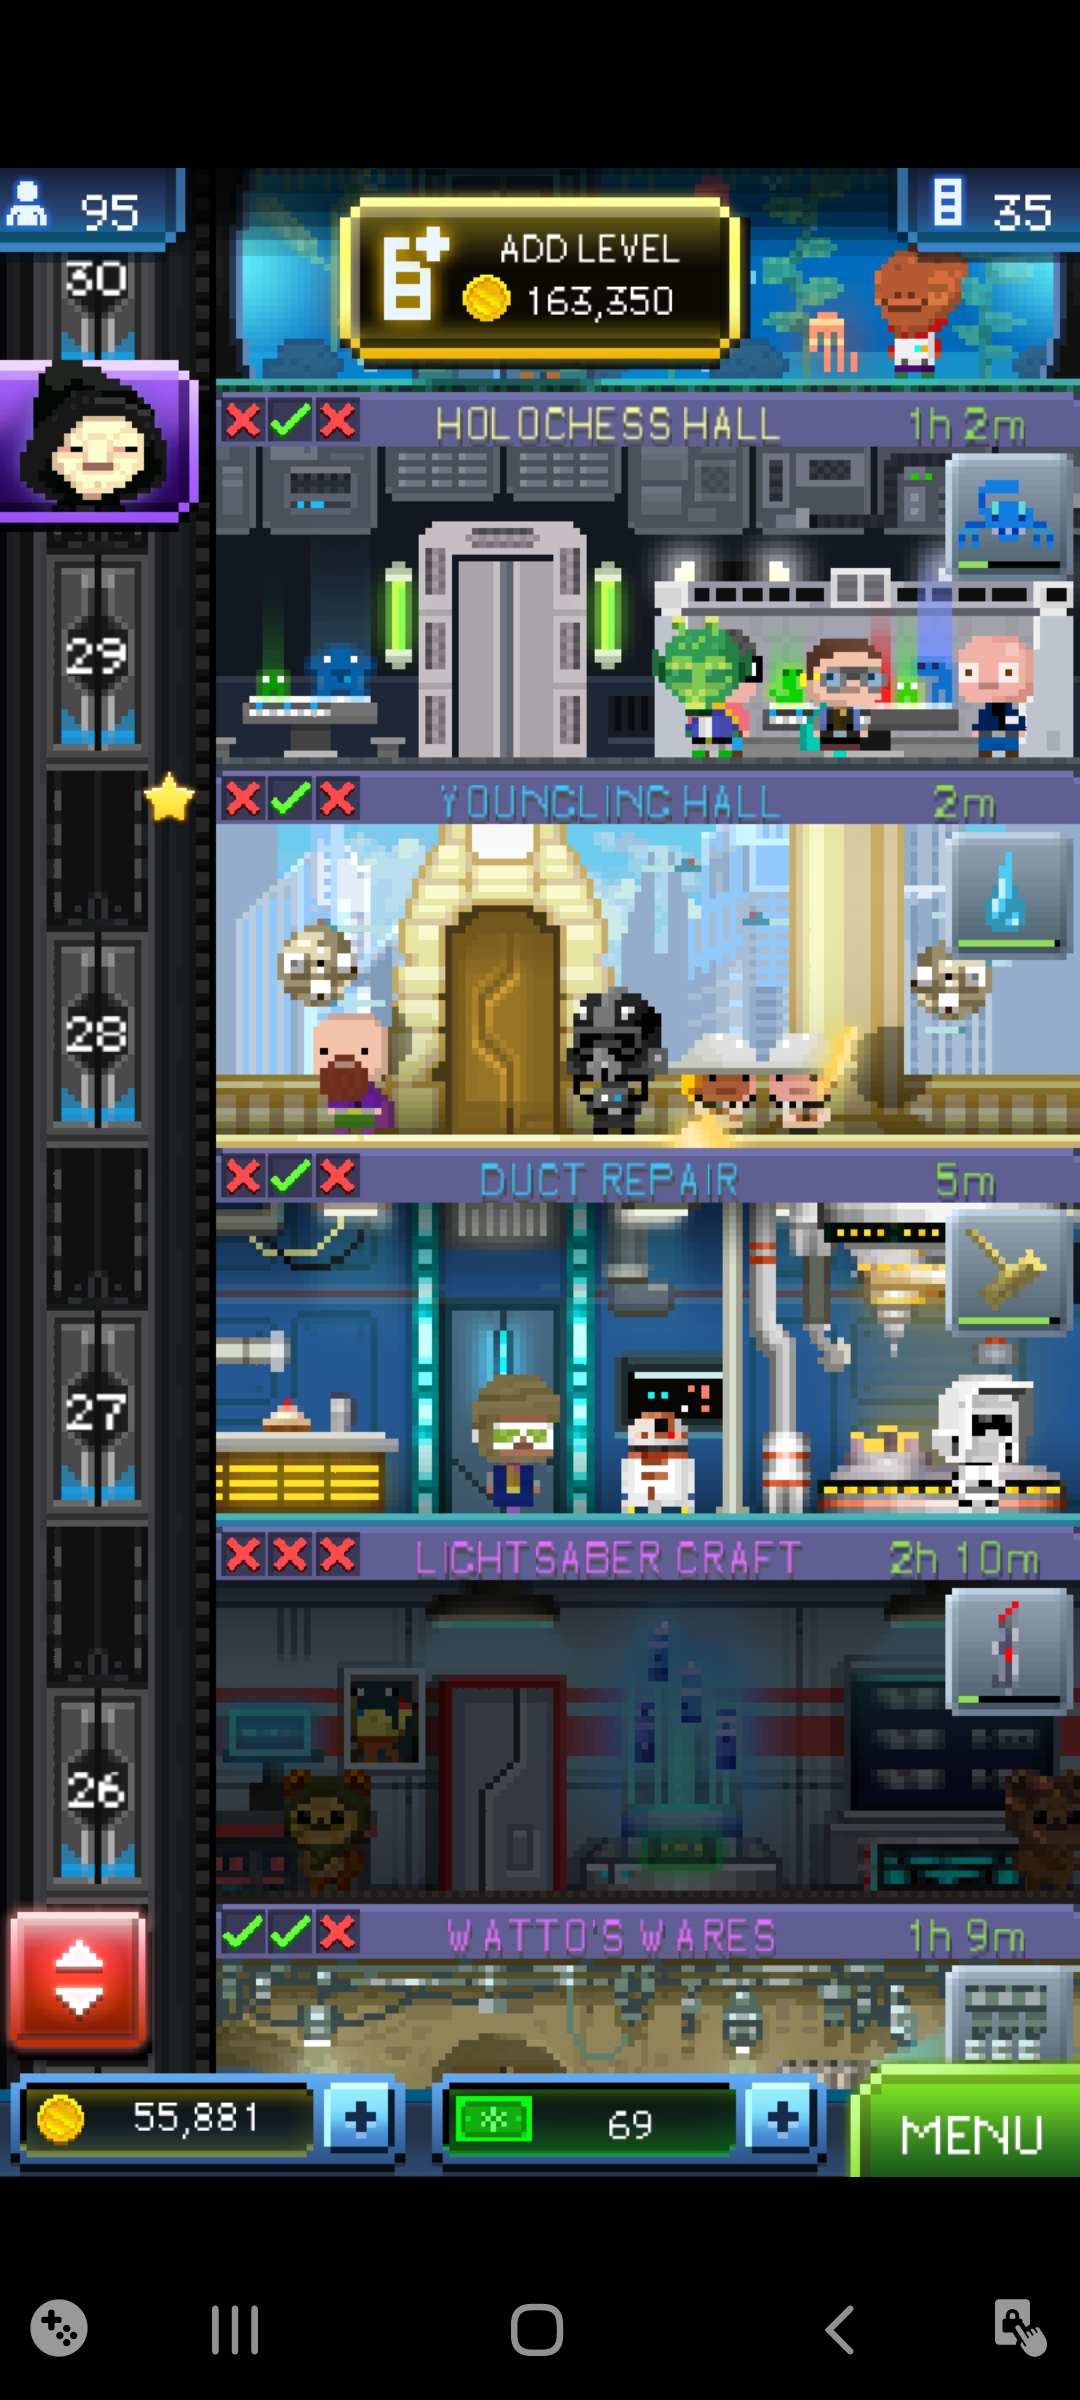 95
35
30
ADD LEVEL
163,350
HOLOCHESS HALL 1h 2m
29
YOUNGLING HALL 2m
28
DUCT REPAIR 5m
27
LIGHTSABER CRAFT 2h 10m
26
WATTO'S WARES 1h 9m
55,881
69
MENU